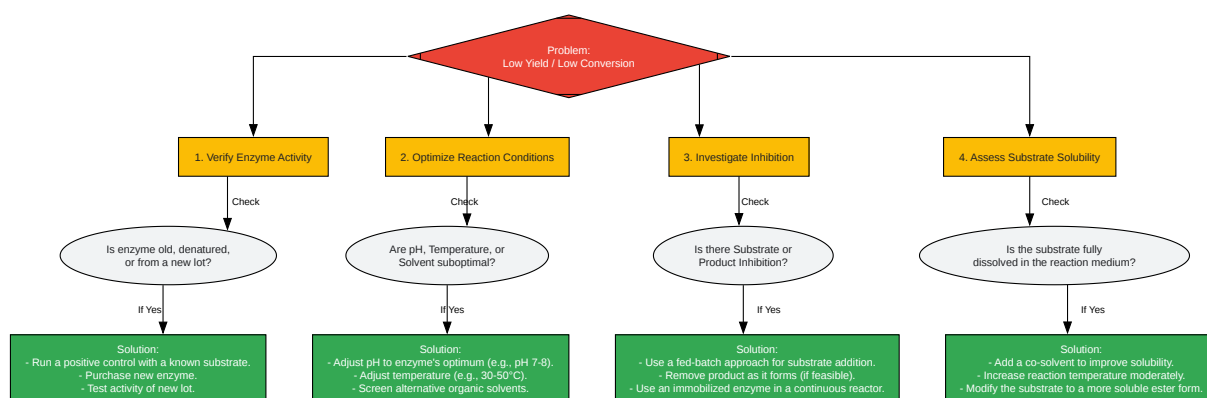 Problem:
Low Yield / Low Conversion
1. Verify Enzyme Activity
2. Optimize Reaction Conditions
3. Investigate Inhibition
4. Assess Substrate Solubility
Check
Check
Check
Check
Is enzyme old, denatured,
or from a new lot?
Are pH, Temperature, or
Solvent suboptimal?
Is there Substrate or
Product Inhibition?
Is the substrate fully
dissolved in the reaction medium?
If Yes
If Yes
If Yes
If Yes
Solution:
- Run a positive control with a known substrate.
- Purchase new enzyme.
- Test activity of new lot.
Solution:
- Adjust pH to enzyme's optimum (e.g., pH 7-8).
- Adjust temperature (e.g., 30-50°C).
- Screen alternative organic solvents.
Solution:
- Use a fed-batch approach for substrate addition.
- Remove product as it forms (if feasible).
- Use an immobilized enzyme in a continuous reactor.
Solution:
- Add a co-solvent to improve solubility.
- Increase reaction temperature moderately.
- Modify the substrate to a more soluble ester form.